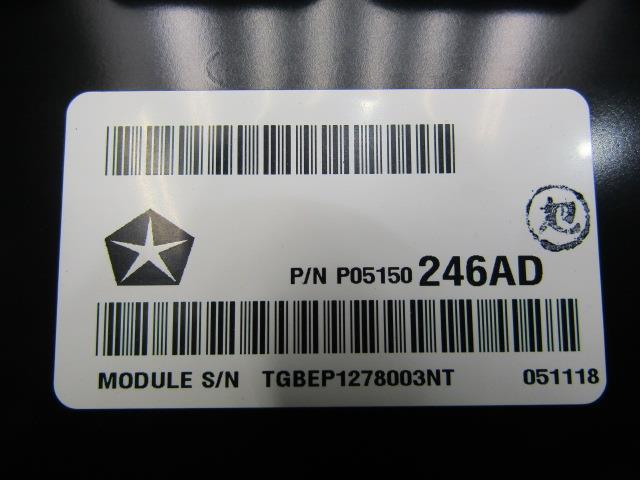 P/N P05150 246AD
MODULE S/N TGBEP1278003NT 051118